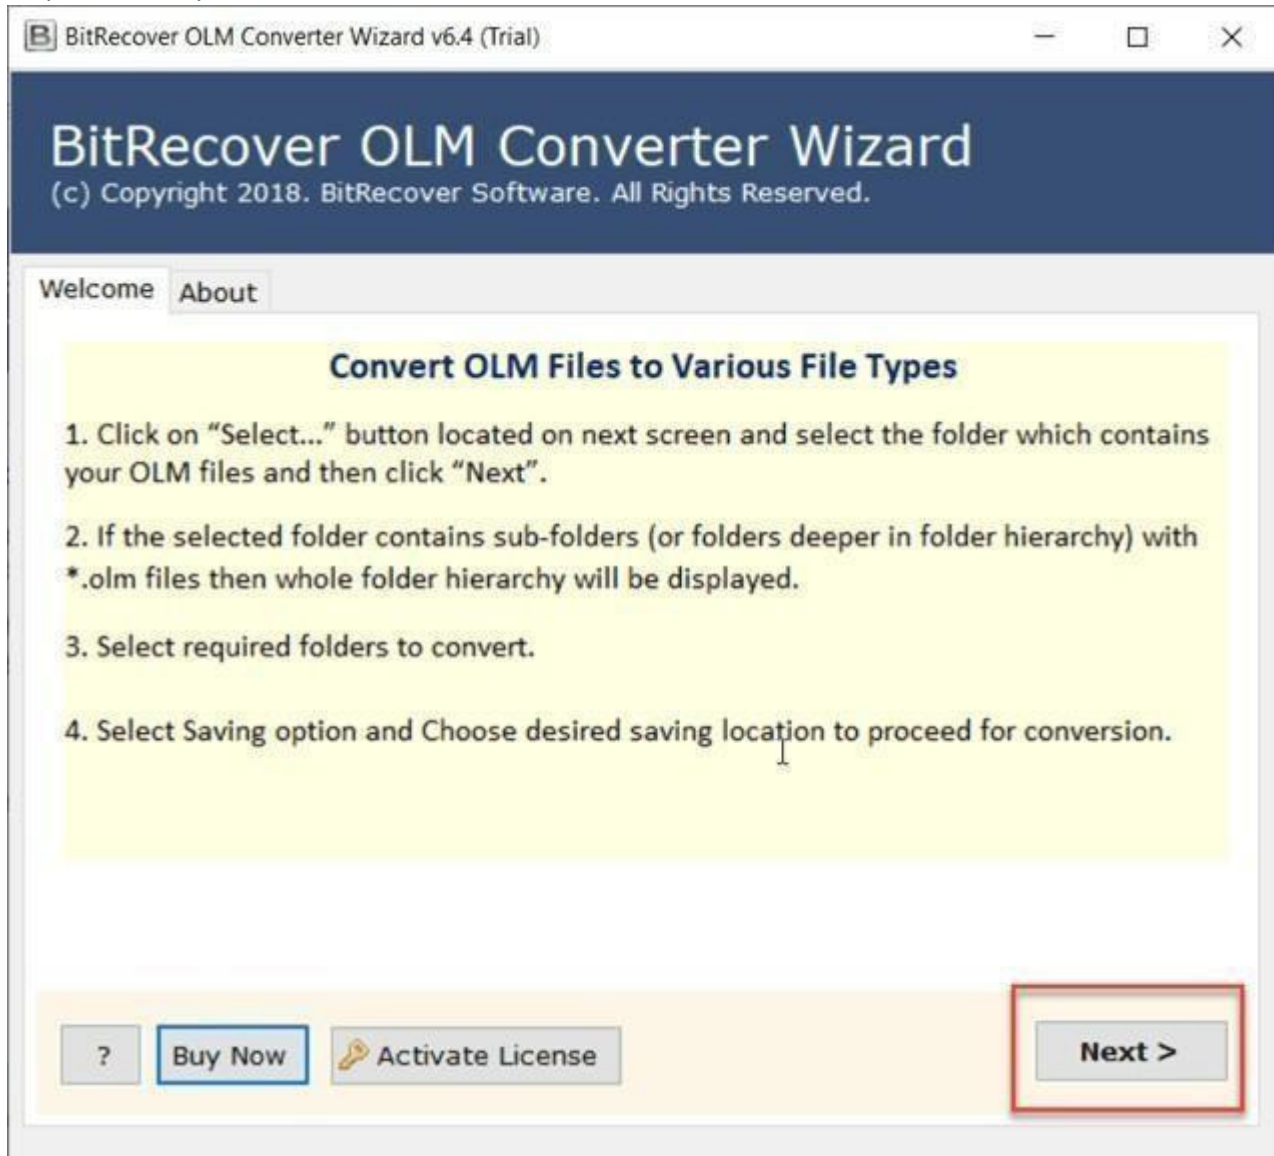 BitRecover OLM Converter Wizard v6.4 (Trial)
BitRecover OLM Converter Wizard
(c) Copyright 2018. BitRecover Software. All Rights Reserved.
Welcome About
Convert OLM Files to Various File Types
1. Click on “Select...” button located on next screen and select the folder which contains
your OLM files and then click “Next”.
2. If the selected folder contains sub-folders (or folders deeper in folder hierarchy) with
*.olm files then whole folder hierarchy will be displayed.
3. Select required folders to convert.
4. Select Saving option and Choose desired saving location to proceed for conversion.
? Buy Now Activate License Next >